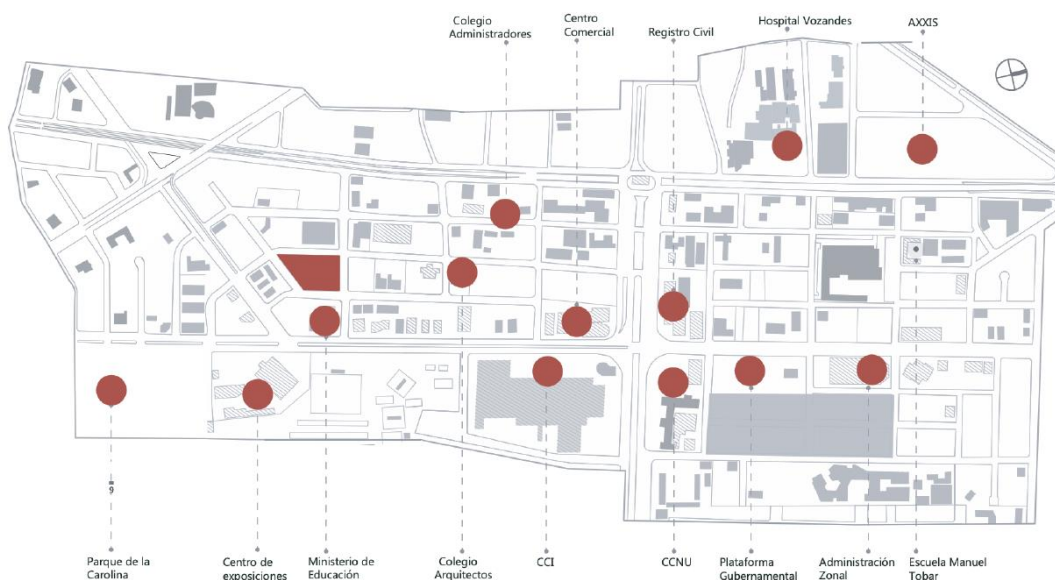 Colegio
Administradores
Centro
Comercial
Registro Civil
Hospital Vozandes
AXXIS
9
Parque de la
Carolina
Centro de
exposiciones
Ministerio de
Educación
Colegio
Arquitectos
CCI
CCNU
Plataforma
Gubernamental
Administración
Zonal
Escuela Manuel
Tobar